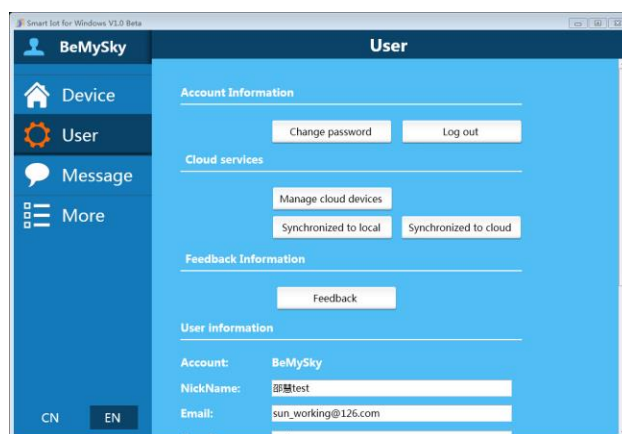 Smart Iot for Windows V1.0 Beta
BeMySky
User
Device
User
Message
More
CN EN
Account Information
Change password Log out
Cloud services
Manage cloud devices
Synchronized to local Synchronized to cloud
Feedback Information
Feedback
User information
Account: BeMySky
NickName: 邵慧test
Email: sun_working@126.com